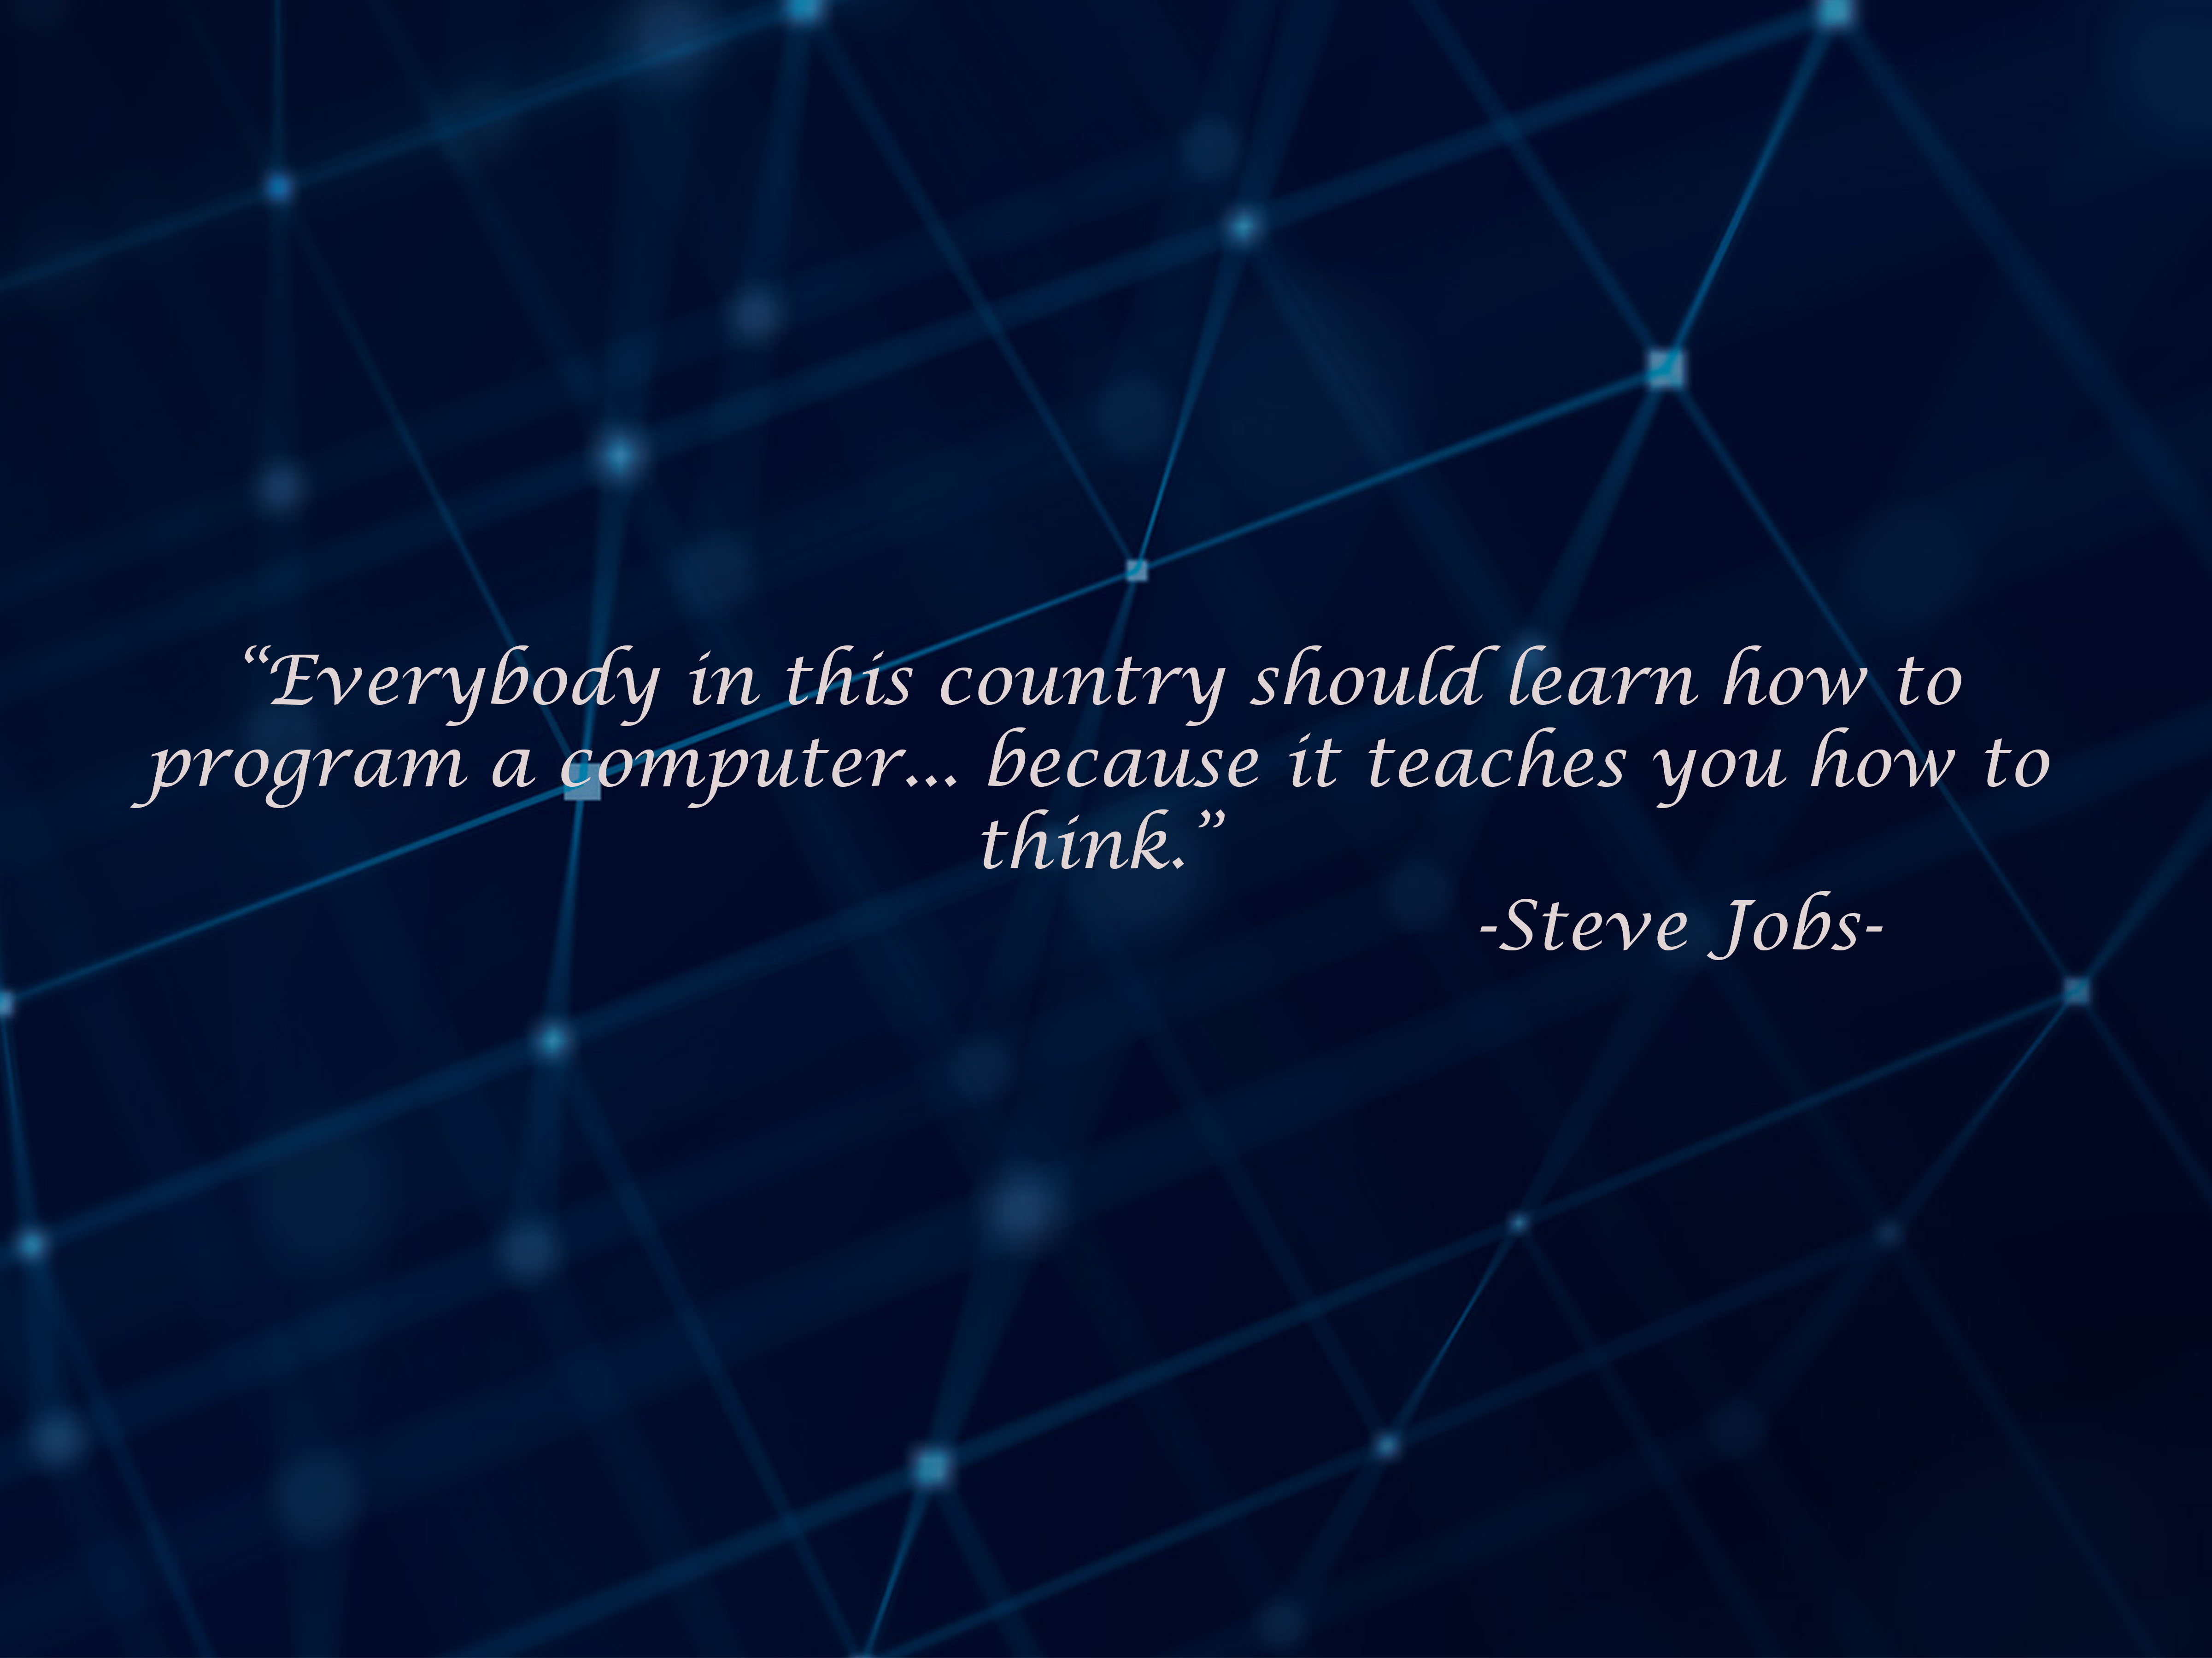 “Everybody in this country should learn how to
program a computer... because it teaches you how to
think.”
-Steve Jobs-